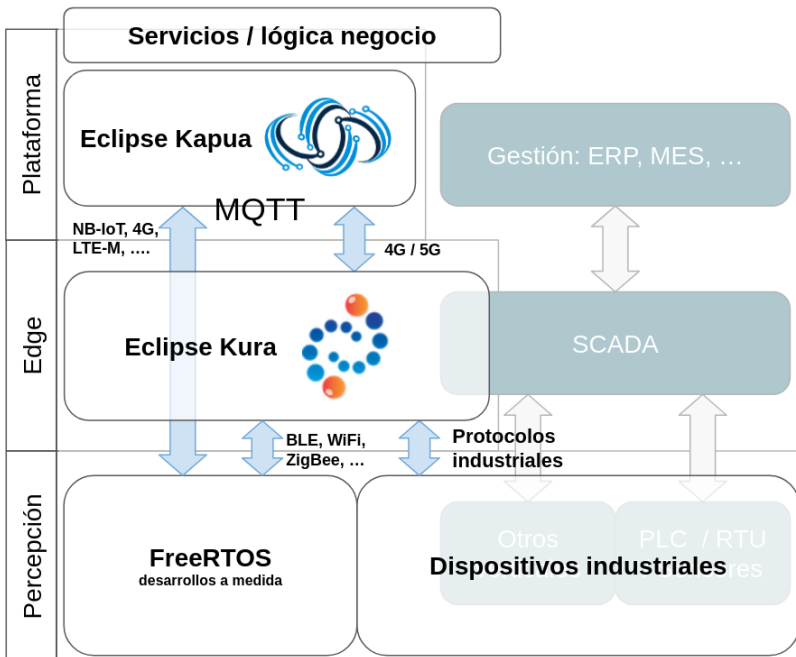 Servicios / lógica negocio
Plataforma
Eclipse Kapua
Gestión: ERP, MES, …
MQTT
NB-IoT, 4G,
LTE-M, ….
4G / 5G
Edge
Eclipse Kura
SCADA
BLE, WiFi,
ZigBee, …
Protocolos
industriales
Percepción
FreeRTOS
desarrollos a medida
Otros
PLC / RTU
Dispositivos industriales